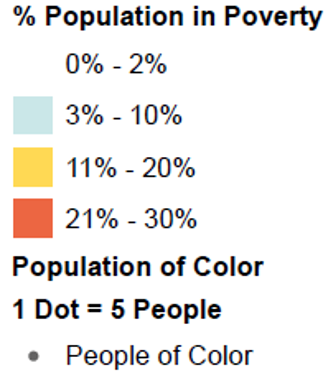 % Population in Poverty
0% - 2%
3% - 10%
11% - 20%
21% - 30%
Population of Color
1 Dot = 5 People
People of Color